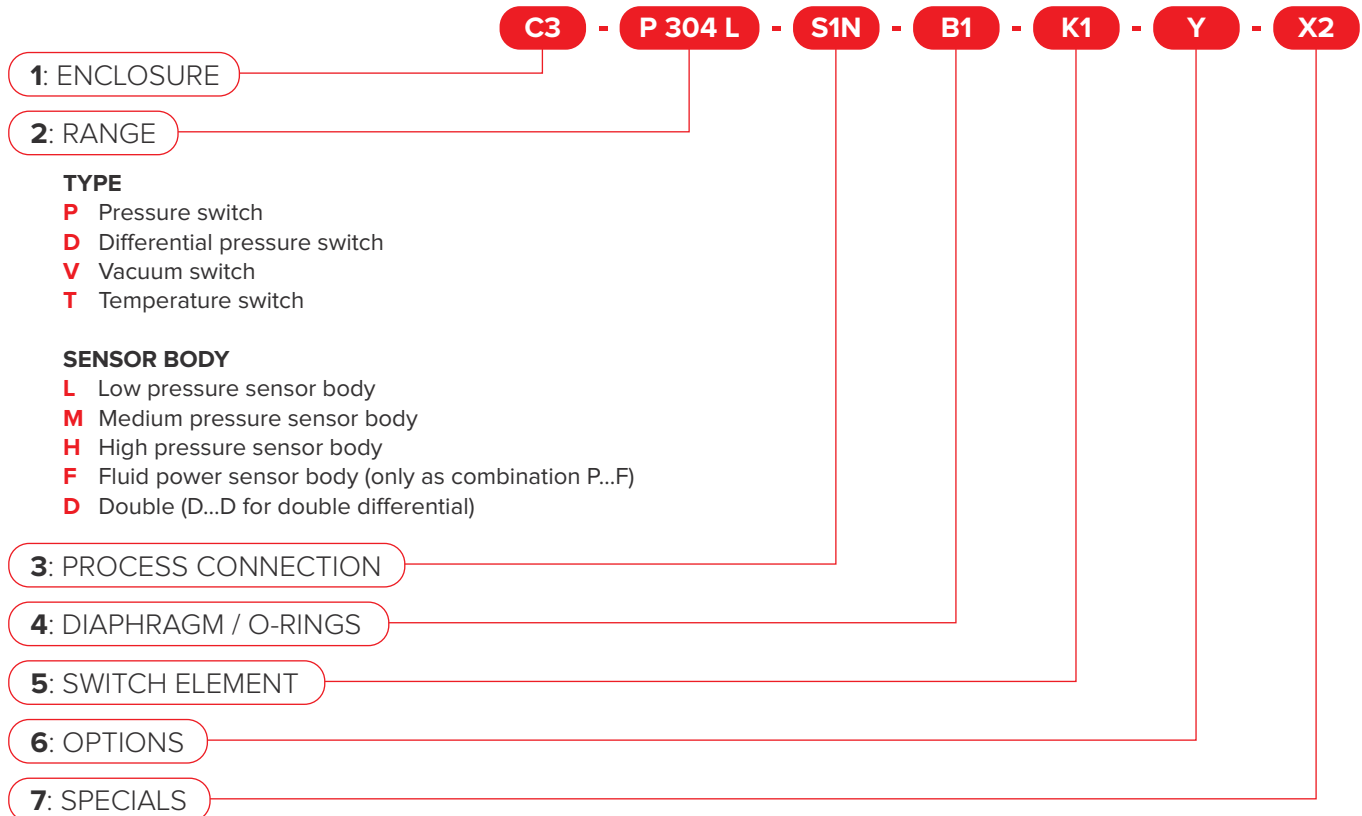 C3 - P 304 L - S1N - B1 - K1 - Y - X2
1: ENCLOSURE
2: RANGE
TYPE
P Pressure switch
D Differential pressure switch
V Vacuum switch
T Temperature switch
SENSOR BODY
L Low pressure sensor body
M Medium pressure sensor body
H High pressure sensor body
F Fluid power sensor body (only as combination P...F)
D Double (D...D for double differential)
3: PROCESS CONNECTION
4: DIAPHRAGM / O-RINGS
5: SWITCH ELEMENT
6: OPTIONS
7: SPECIALS